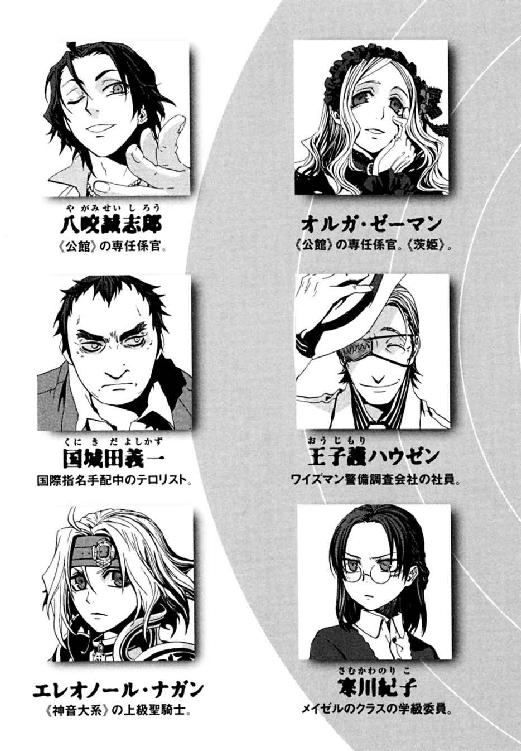 やがみせいしろう
八咬誠志郎
《公館》の専任係官。
オルガ・ゼーマン
《公館》の専任係官。《茨姫》。
くにきだよしかず
国城田義一
国際指名手配中のテロリスト。
おうじもり
王子護ハウゼン
ワイズマン警備調査会社の社員。
エレオノール・ナガン
《神音大系》の上級聖騎士。
さむかわのりこ
寒川紀子
メイゼルのクラスの学級委員。